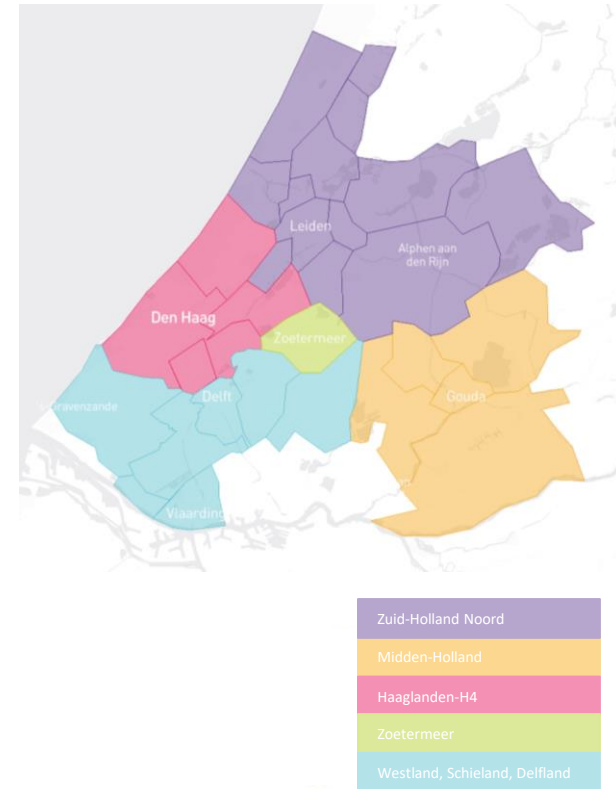 Leiden
Alphen aan
den Rijn
Den Haag
Zoetermeer
Delft
Gouda
Vlaarding
Zuid-Holland Noord
Midden-Holland
Haaglanden-H4
Zoetermeer
Westland, Schieland, Delfland